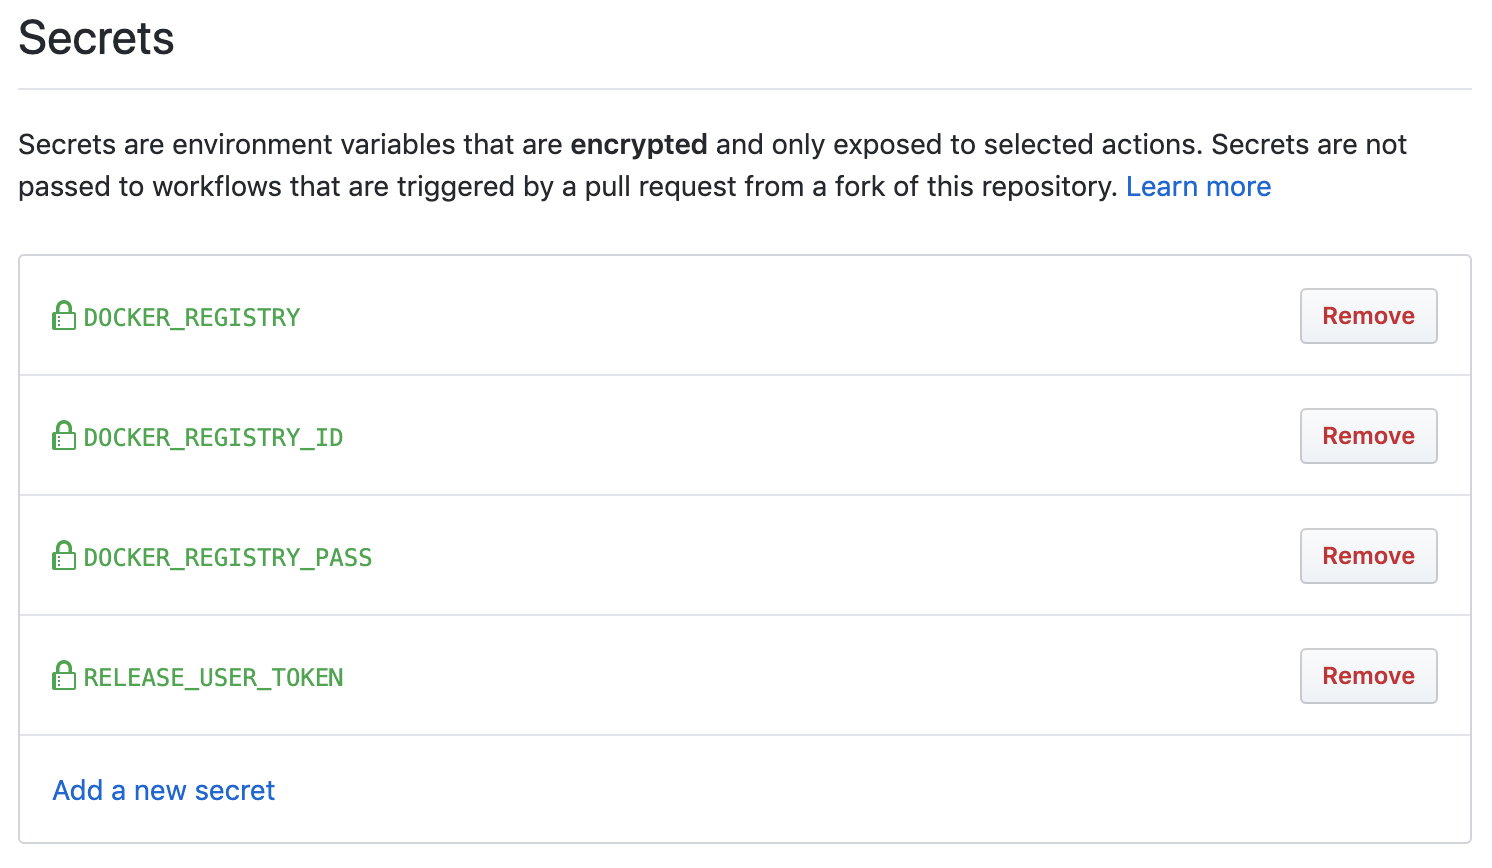 Secrets
Secrets are environment variables that are encrypted and only exposed to selected actions. Secrets are not
passed to workflows that are triggered by a pull request from a fork of this repository. Learn more
DOCKER_REGISTRY Remove
DOCKER_REGISTRY_ID Remove
DOCKER_REGISTRY_PASS Remove
RELEASE_USER_TOKEN Remove
Add a new secret